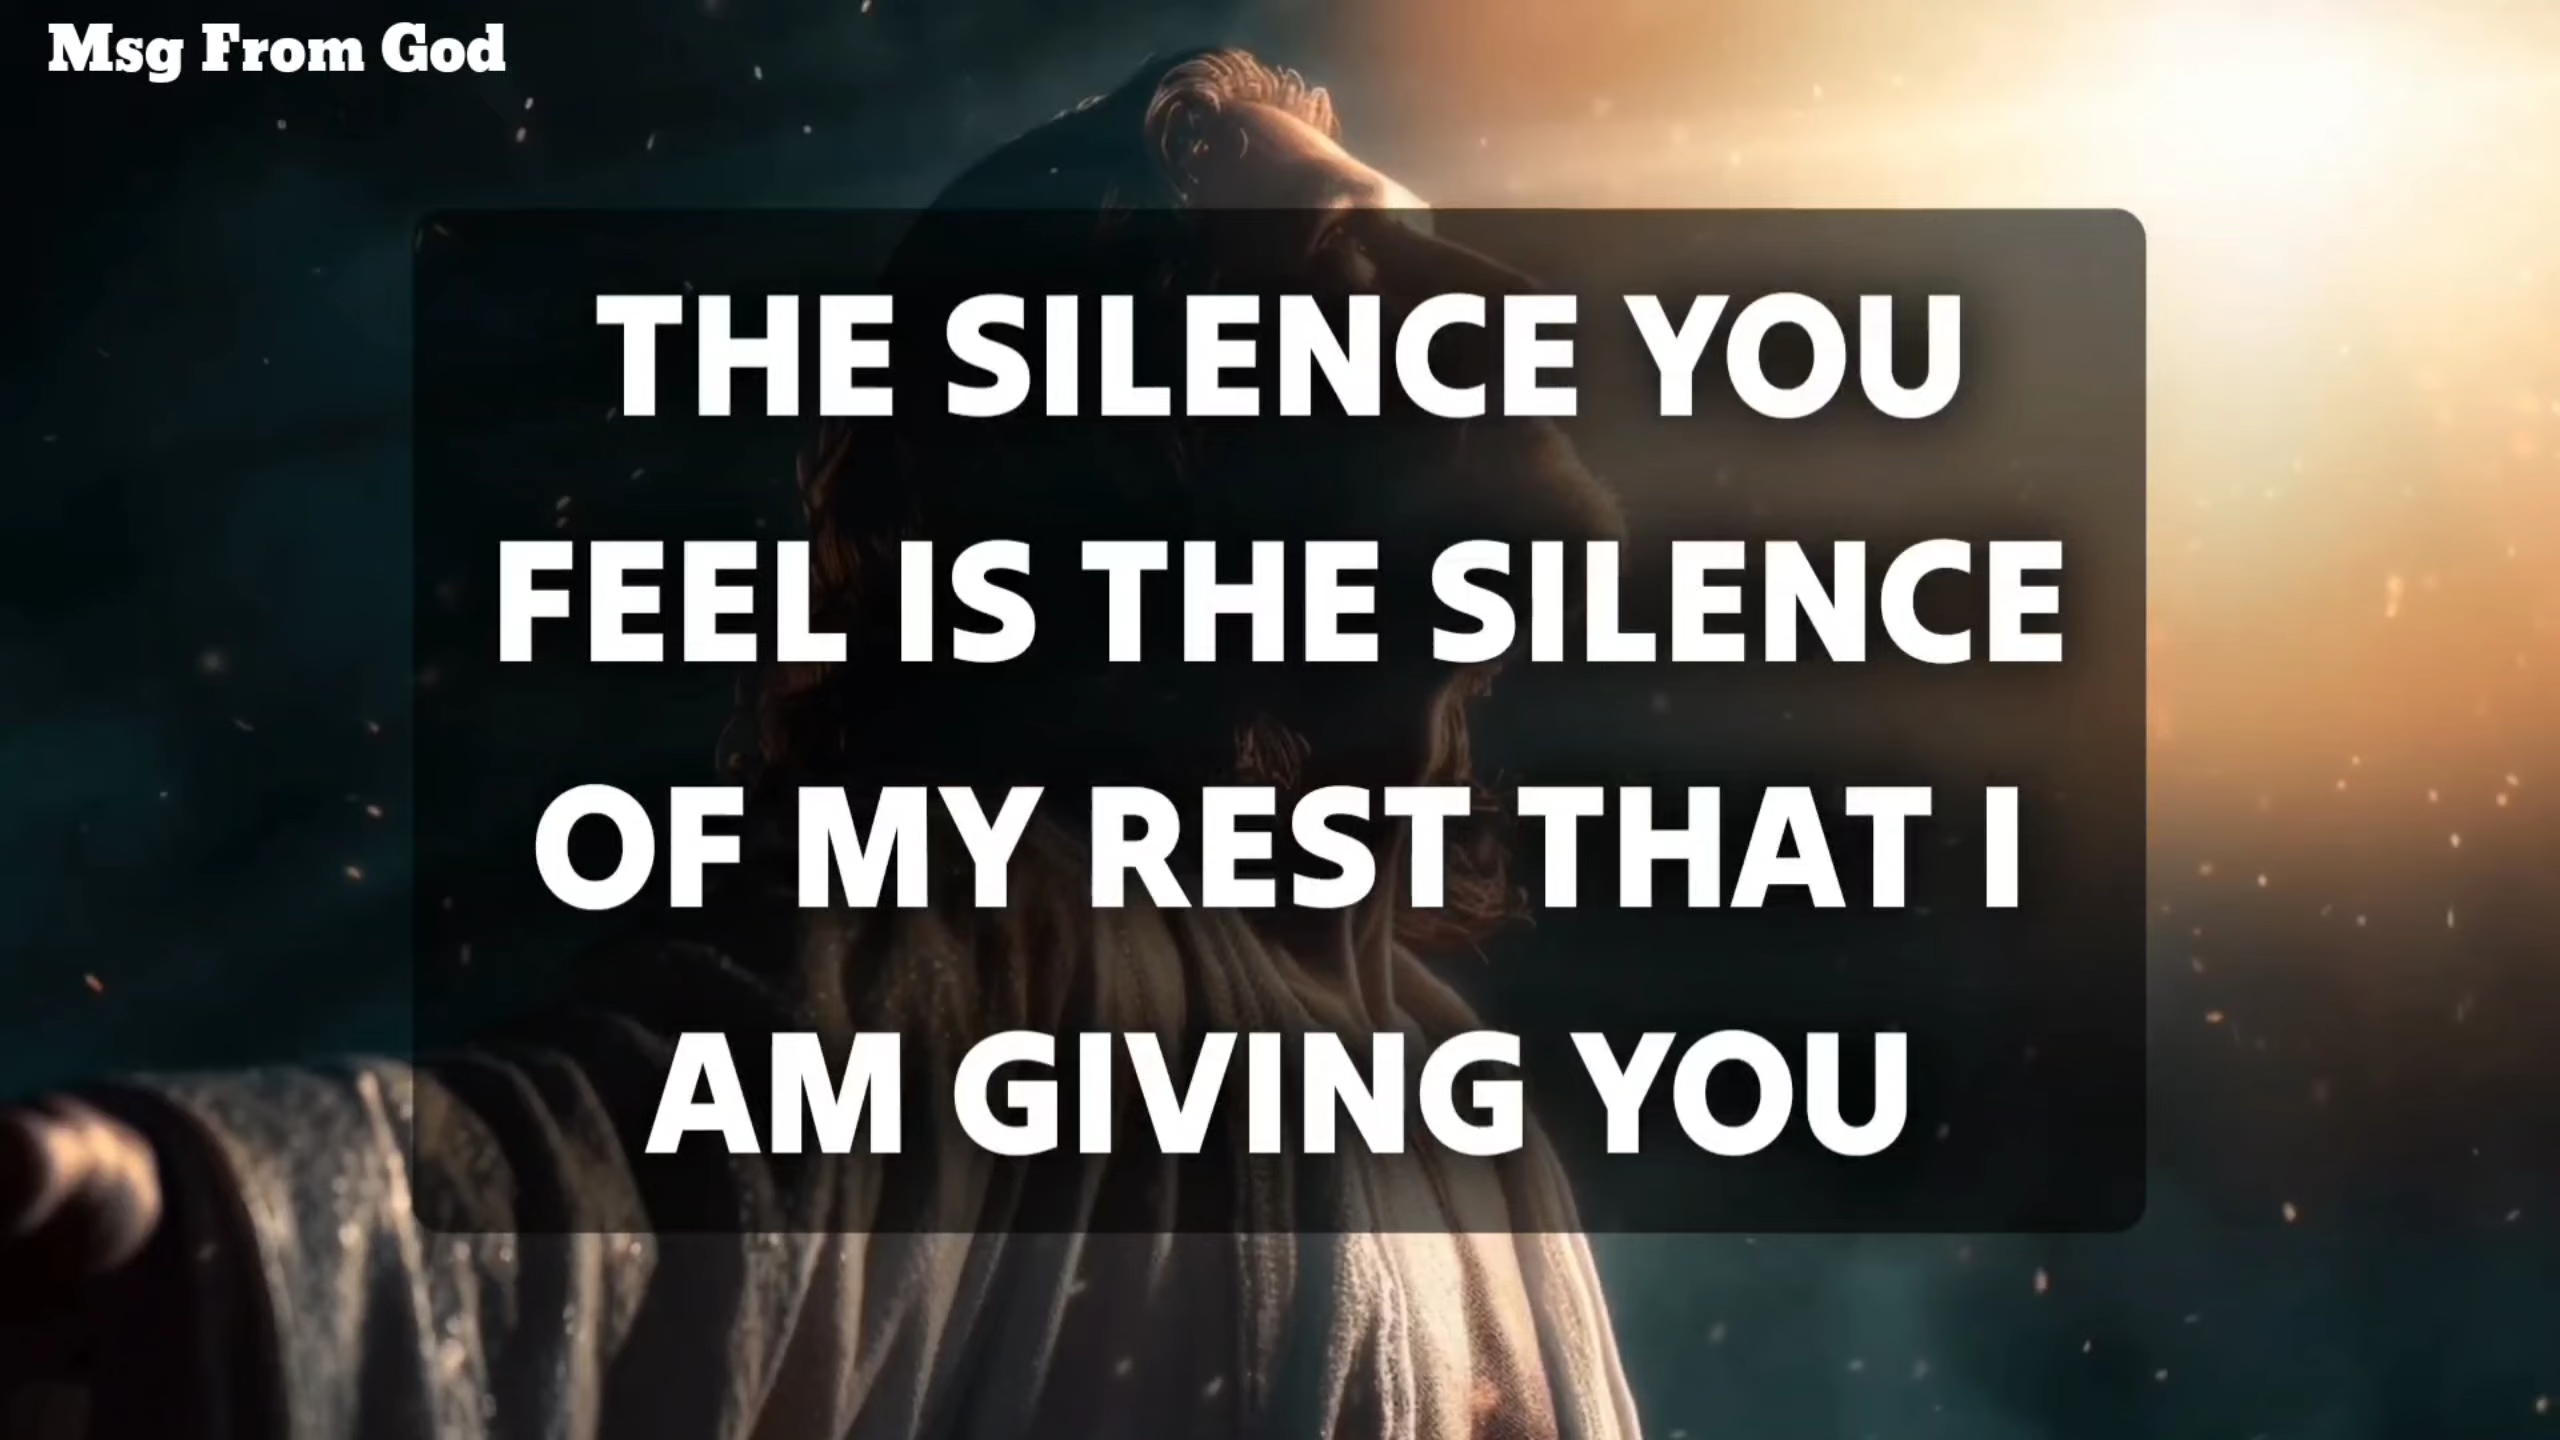 Msg From God
THE SILENCE YOU
FEEL IS THE SILENCE
OF MY REST THAT I
AM GIVING YOU